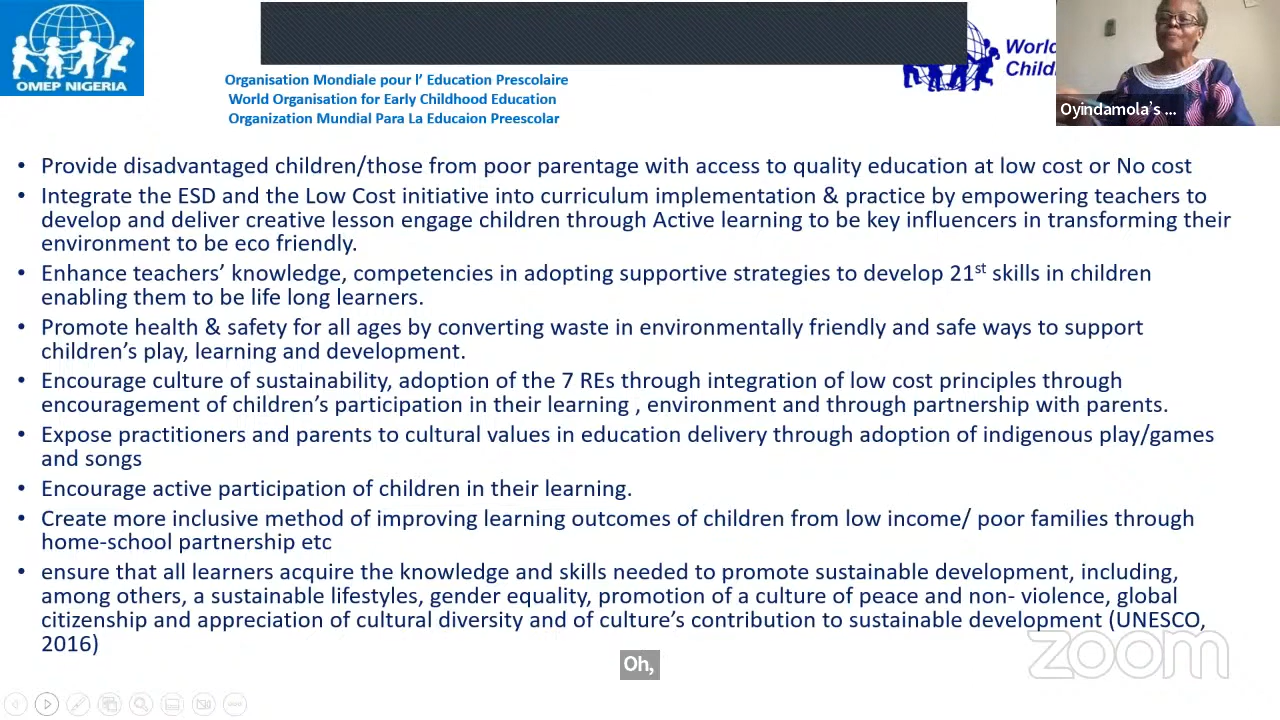 OMEP NIGERIA
Organisation Mondiale pour l’ Education Prescolaire
World Organisation for Early Childhood Education
Organization Mundial Para La Educaion Preescolar
World
Oyindamola’s ...
• Provide disadvantaged children/those from poor parentage with access to quality education at low cost or No cost
• Integrate the ESD and the Low Cost initiative into curriculum implementation & practice by empowering teachers to
develop and deliver creative lesson engage children through Active learning to be key influencers in transforming their
environment to be eco friendly.
• Enhance teachers’ knowledge, competencies in adopting supportive strategies to develop 21st skills in children
enabling them to be life long learners.
• Promote health & safety for all ages by converting waste in environmentally friendly and safe ways to support
children’s play, learning and development.
• Encourage culture of sustainability, adoption of the 7 REs through integration of low cost principles through
encouragement of children’s participation in their learning , environment and through partnership with parents.
• Expose practitioners and parents to cultural values in education delivery through adoption of indigenous play/games
and songs
• Encourage active participation of children in their learning.
• Create more inclusive method of improving learning outcomes of children from low income/ poor families through
home-school partnership etc
• ensure that all learners acquire the knowledge and skills needed to promote sustainable development, including,
among others, a sustainable lifestyles, gender equality, promotion of a culture of peace and non- violence, global
citizenship and appreciation of cultural diversity and of culture’s contribution to sustainable development (UNESCO,
2016)
Oh,
zoom